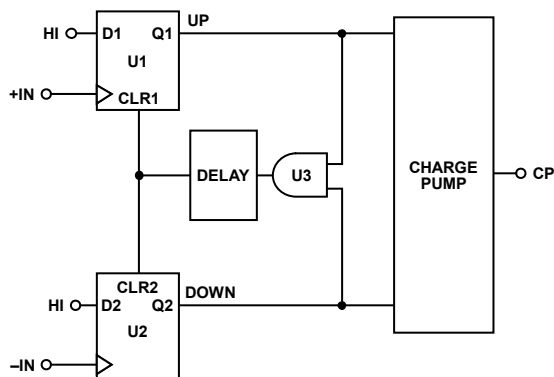 UP
HI
D1
Q1
U1
+IN
CLR1
DELAY
U3
CHARGE
PUMP
CP
CLR2
HI
D2
Q2
DOWN
U2
–IN